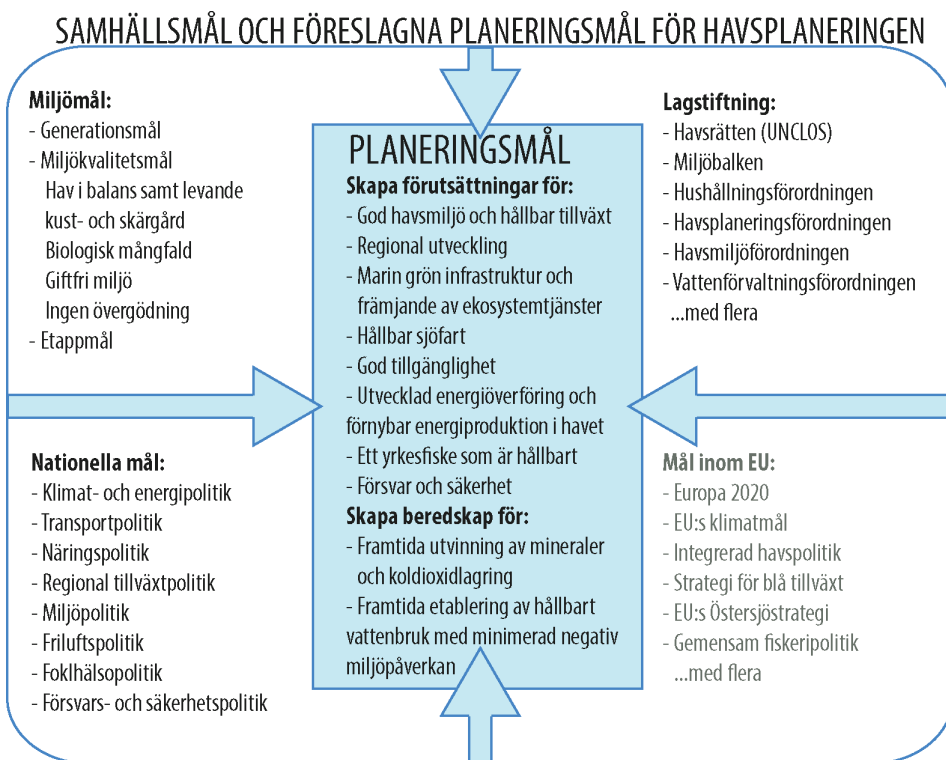 SAMHÄLLSMÅL OCH FÖRESLAGNA PLANERINGSMÅL FÖR HAVSPLANERINGEN
Miljömål:
- Generationsmål
- Miljökvalitetsmål
Hav i balans samt levande
kust- och skärgård
Biologisk mångfald
Giftfri miljö
Ingen övergödning
- Etappmål
PLANERINGSMÅL
Skapa förutsättningar för:
- God havsmiljö och hållbar tillväxt
- Regional utveckling
- Marin grön infrastruktur och
främjande av ekosystemtjänster
- Hållbar sjöfart
- God tillgänglighet
- Utvecklad energiöverföring och
förnybar energiproduktion i havet
- Ett yrkesfiske som är hållbart
- Försvar och säkerhet
Skapa beredskap för:
- Framtida utvinning av mineraler
och koldioxidlagring
- Framtida etablering av hållbart
vattenbruk med minimerad negativ
miljöpåverkan
Lagstiftning:
- Havsrätten (UNCLOS)
- Miljöbalken
- Hushållningsförordningen
- Havsplaneringsförordningen
- Havsmiljöförordningen
- Vattenförvaltningsförordningen
...med flera
Nationella mål:
- Klimat- och energipolitik
- Transportpolitik
- Näringspolitik
- Regional tillväxtpolitik
- Miljöpolitik
- Friluftspolitik
- Foklhälsopolitik
- Försvars- och säkerhetspolitik
Mål inom EU:
- Europa 2020
- EU:s klimatmål
- Integrerad havspolitik
- Strategi för blå tillväxt
- EU:s Östersjöstrategi
- Gemensam fiskeripolitik
...med flera